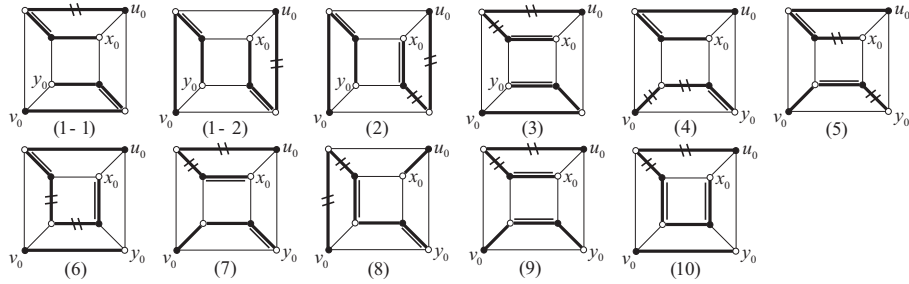 u₀ u₀ u₀ u₀ u₀ u₀
x₀ x₀ x₀ x₀ x₀ x₀
y₀ y₀ y₀ y₀
v₀ v₀ v₀ v₀ v₀ y₀ v₀ y₀
(1-1) (1-2) (2) (3) (4) (5)
u₀ u₀ u₀ u₀ u₀
x₀ x₀ x₀ x₀ x₀
v₀ y₀ v₀ y₀ v₀ y₀ v₀ y₀ v₀ y₀
(6) (7) (8) (9) (10)